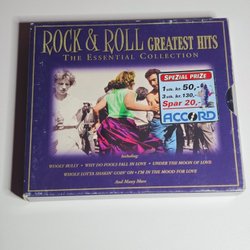 ROCK & ROLL GREATEST HITS
THE ESSENTIAL COLLECTION
SPEZIAL PRIZE
1 stk. kr. 50,-
3 stk. kr. 130,-
Spar 20,-
ACCORD
Including:
WOOLY BULLY • WHY DO FOOLS FALL IN LOVE • UNDER THE MOON OF LOVE
WHOLE LOTTA SHAKIN' GOIN' ON • I'M IN THE MOOD FOR LOVE
And Many More